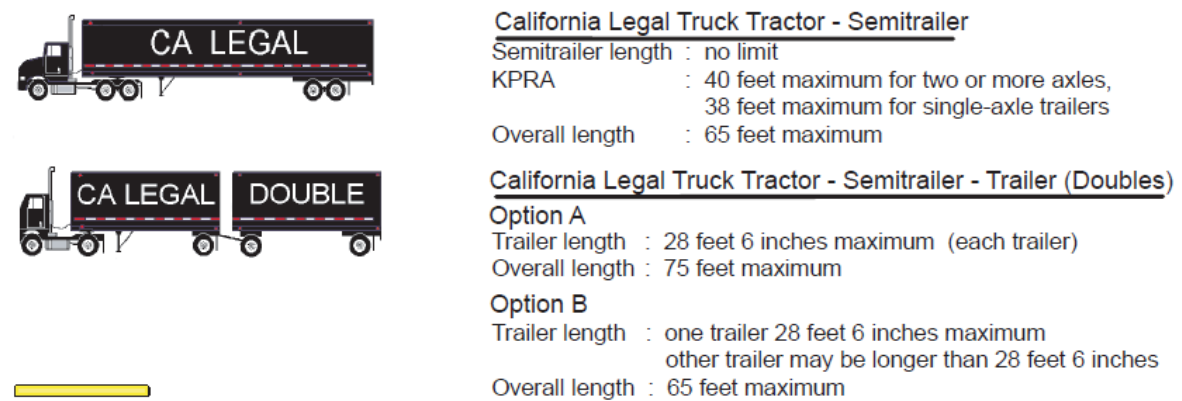 CA LEGAL
California Legal Truck Tractor - Semitrailer
Semitrailer length : no limit
KPRA : 40 feet maximum for two or more axles,
38 feet maximum for single-axle trailers
Overall length : 65 feet maximum
CA LEGAL DOUBLE
California Legal Truck Tractor - Semitrailer - Trailer (Doubles)
Option A
Trailer length : 28 feet 6 inches maximum (each trailer)
Overall length : 75 feet maximum
Option B
Trailer length : one trailer 28 feet 6 inches maximum
other trailer may be longer than 28 feet 6 inches
Overall length : 65 feet maximum